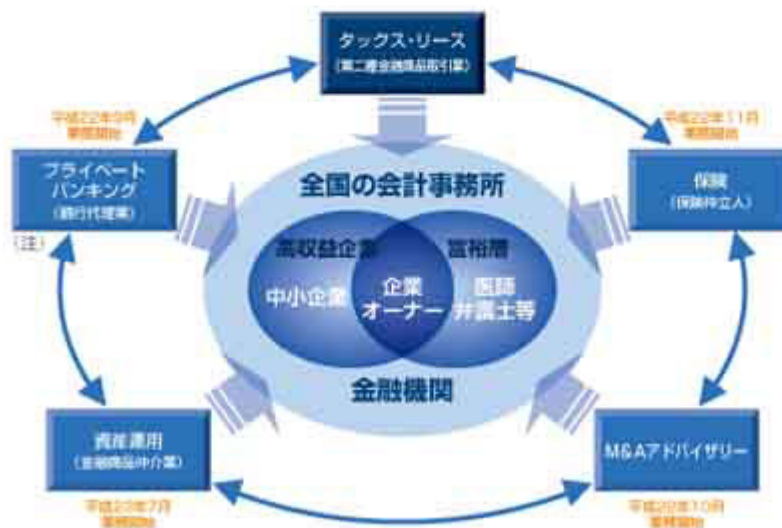 タックス・リース
(第二種金融商品取引業)
平成22年9月
業務開始
平成22年11月
業務開始
プライベート
バンキング
(銀行代理業)
(注)
保険
(保険仲立人)
全国の会計事務所
高収益企業
富裕層
中小企業
企業
オーナー
医師
弁護士等
金融機関
資産運用
(金融商品仲介業)
M&Aアドバイザリー
平成23年7月
業務開始
平成22年10月
業務開始